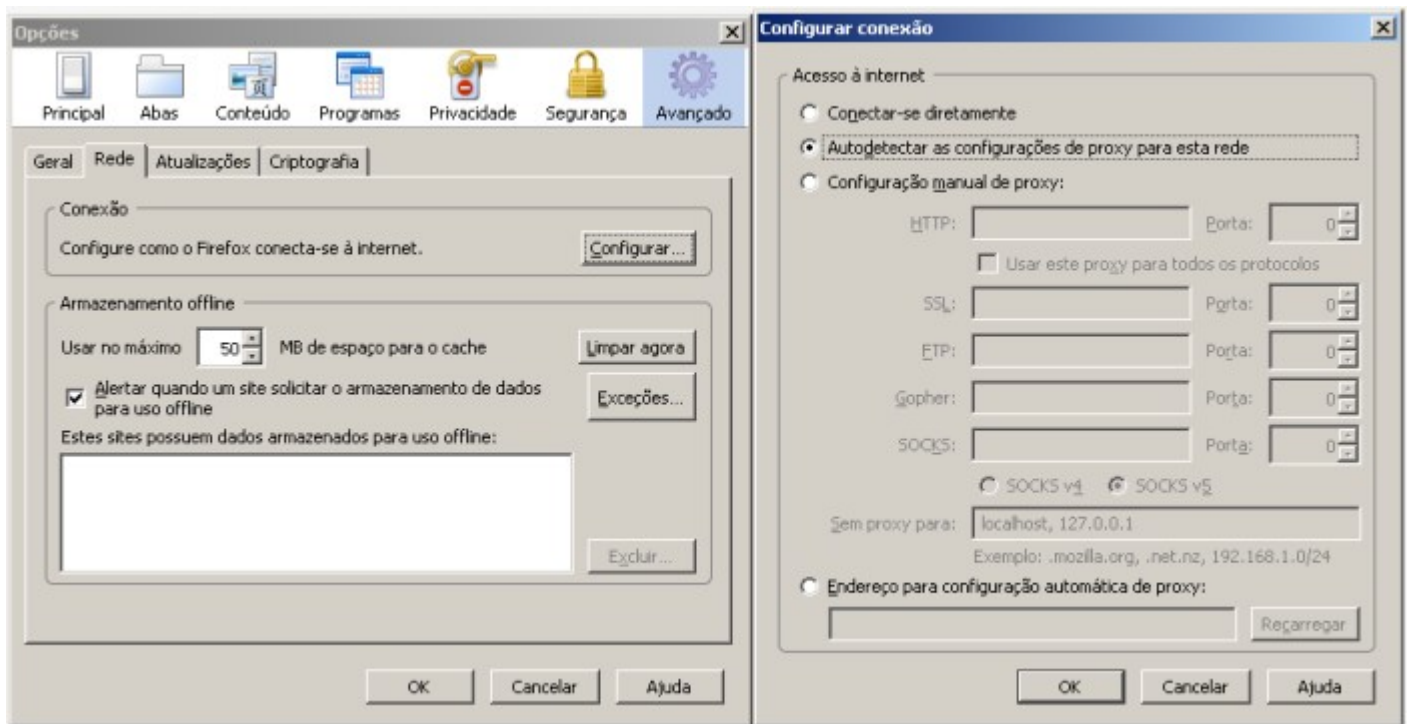 Opções
Principal Abas Conteúdo Programas Privacidade Segurança Avançado
Geral Rede Atualizações Criptografia
Conexão
Configure como o Firefox conecta-se à internet. Configurar...
Armazenamento offline
Usar no máximo 50 MB de espaço para o cache Limpar agora
Alertar quando um site solicitar o armazenamento de dados
para uso offline
Exceções...
Estes sites possuem dados armazenados para uso offline:
Excluir...
OK Cancelar Ajuda
Configurar conexão
Acesso à internet
Conectar-se diretamente
Autodetectar as configurações de proxy para esta rede
Configuração manual de proxy:
HTTP: Porta: 0
Usar este proxy para todos os protocolos
SSL: Porta: 0
FTP: Porta: 0
Gopher: Porta: 0
SOCKS: Porta: 0
SOCKS v4 SOCKS v5
Sem proxy para: localhost, 127.0.0.1
Exemplo: .mozilla.org, .net.nz, 192.168.1.0/24
Endereço para configuração automática de proxy:
Recarregar
OK Cancelar Ajuda